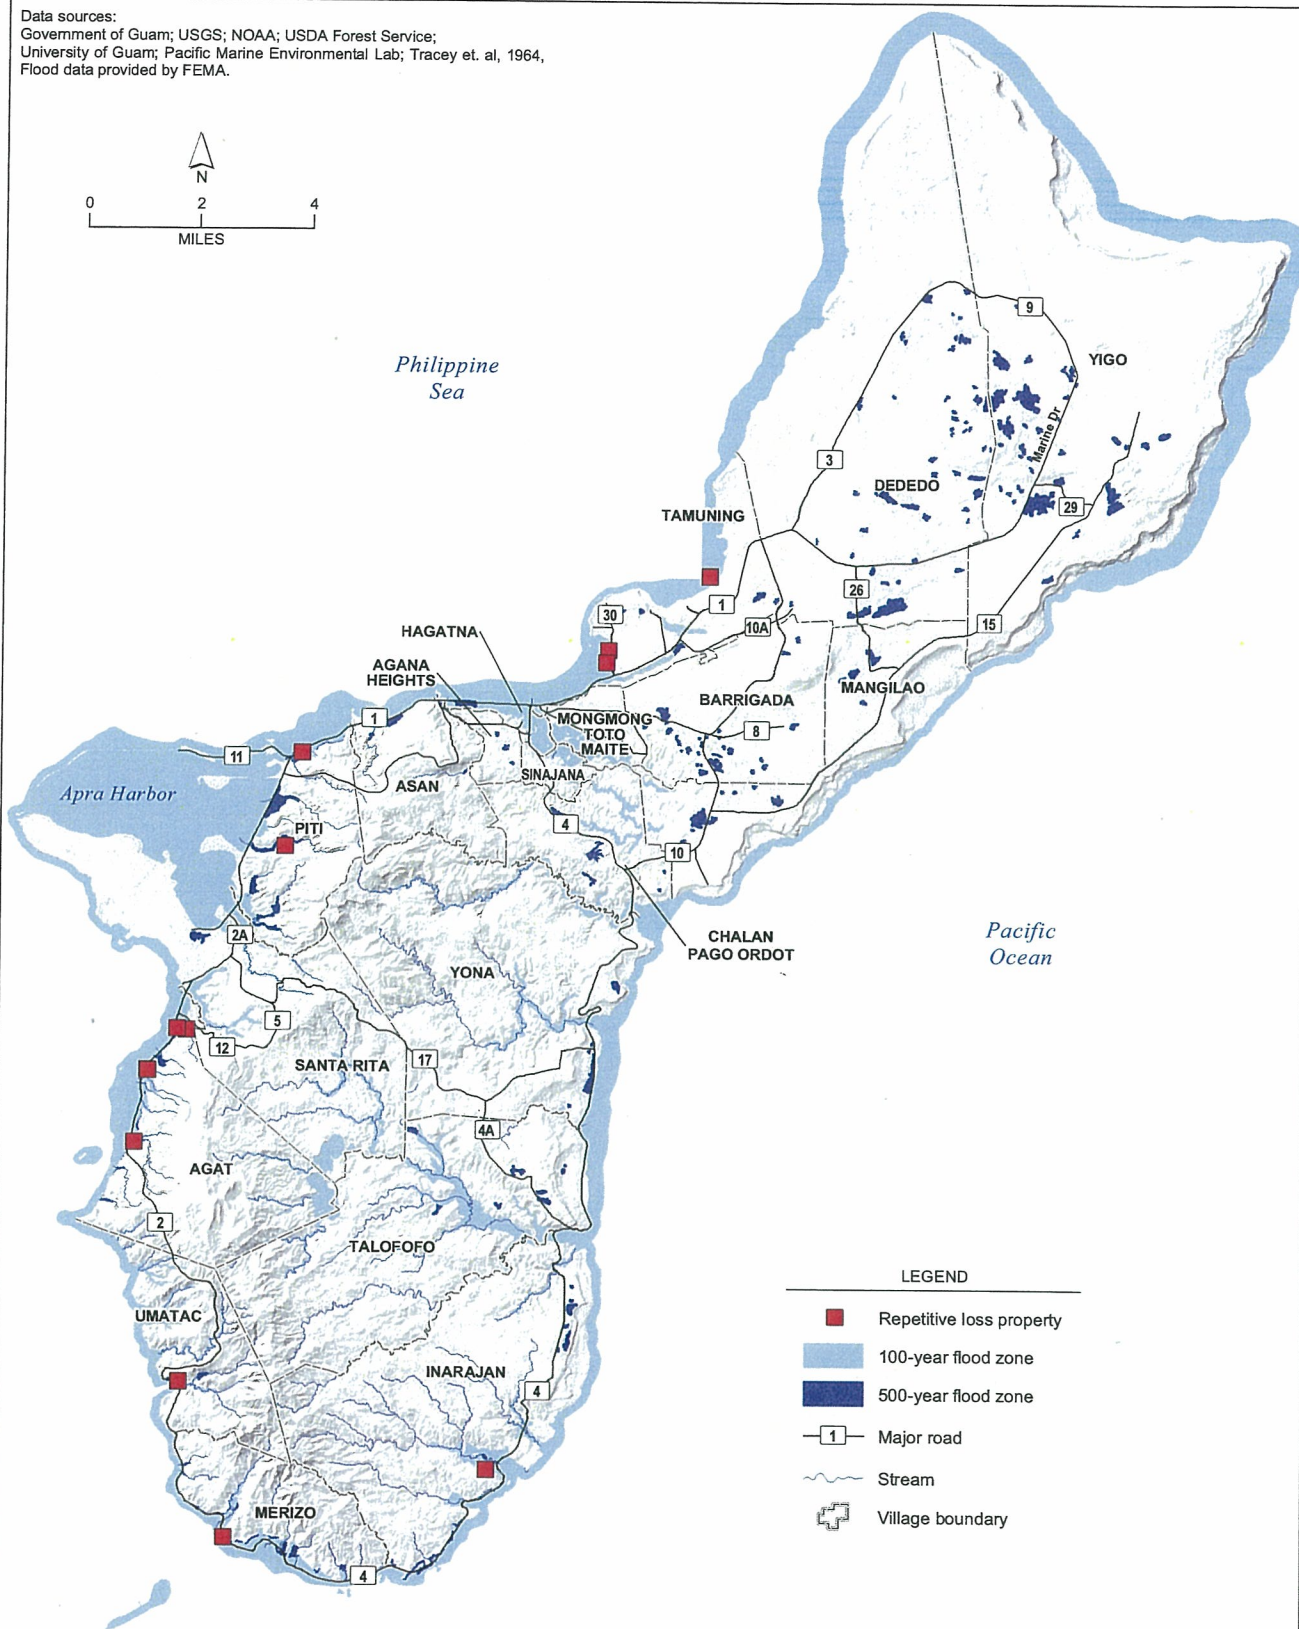 Data sources:
Government of Guam; USGS; NOAA; USDA Forest Service;
University of Guam; Pacific Marine Environmental Lab; Tracey et. al, 1964,
Flood data provided by FEMA.
N
0 2 4
MILES
Philippine
Sea
9
YIGO
Marine Dr
3
DEDEDO
29
TAMUNING
26
1
30
10A
15
HAGATNA
AGANA
HEIGHTS
BARRIGADA
MANGILAO
1
MONGMONG
TOTO
MAITE
8
11
SINAJANA
ASAN
Apra Harbor
4
PITI
10
2A
CHALAN
PAGO ORDOT
Pacific
Ocean
YONA
5
12
17
SANTA RITA
4A
AGAT
2
TALOFOFO
UMATAC
INARAJAN
4
MERIZO
4
LEGEND
Repetitive loss property
100-year flood zone
500-year flood zone
1 Major road
Stream
Village boundary